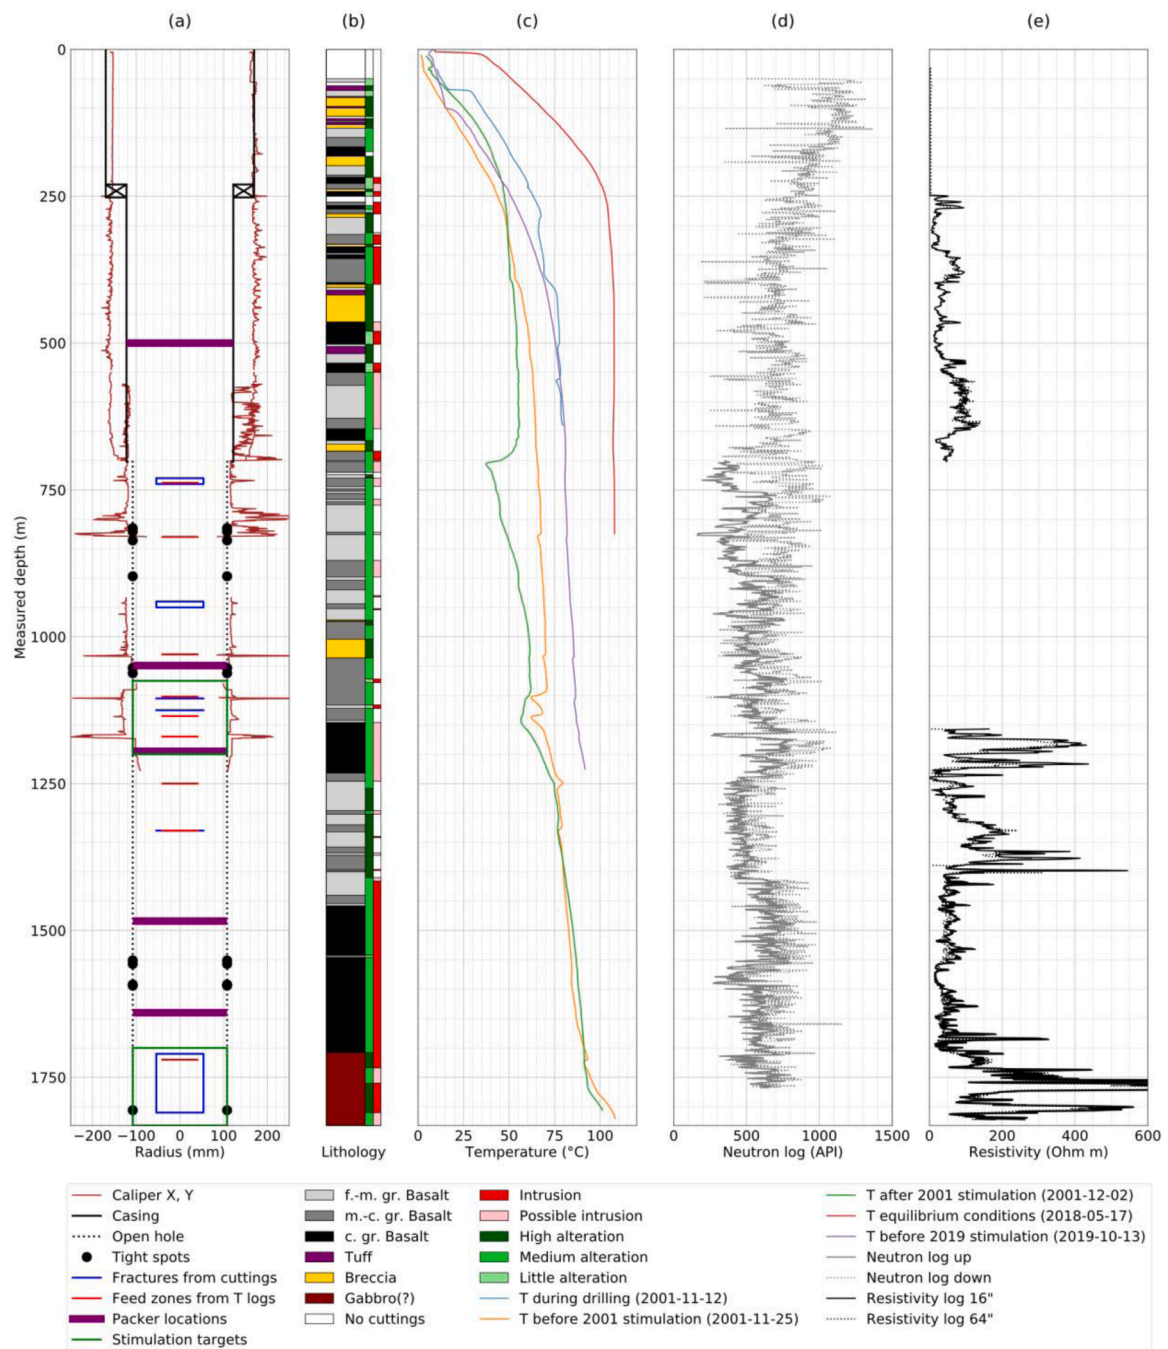 (a) (b) (c) (d) (e)
0
250
500
750
1000
1250
1500
1750
Measured depth (m)
−200 −100 0 100 200
Radius (mm)
Lithology
0 25 50 75 100
Temperature (°C)
0 500 1000 1500
Neutron log (API)
0 200 400 600
Resistivity (Ohm m)
Caliper X, Y
Casing
Open hole
Tight spots
Fractures from cuttings
Feed zones from T logs
Packer locations
Stimulation targets
f.-m. gr. Basalt
m.-c. gr. Basalt
c. gr. Basalt
Tuff
Breccia
Gabbro(?)
No cuttings
Intrusion
Possible intrusion
High alteration
Medium alteration
Little alteration
T during drilling (2001-11-12)
T before 2001 stimulation (2001-11-25)
T after 2001 stimulation (2001-12-02)
T equilibrium conditions (2018-05-17)
T before 2019 stimulation (2019-10-13)
Neutron log up
Neutron log down
Resistivity log 16"
Resistivity log 64"